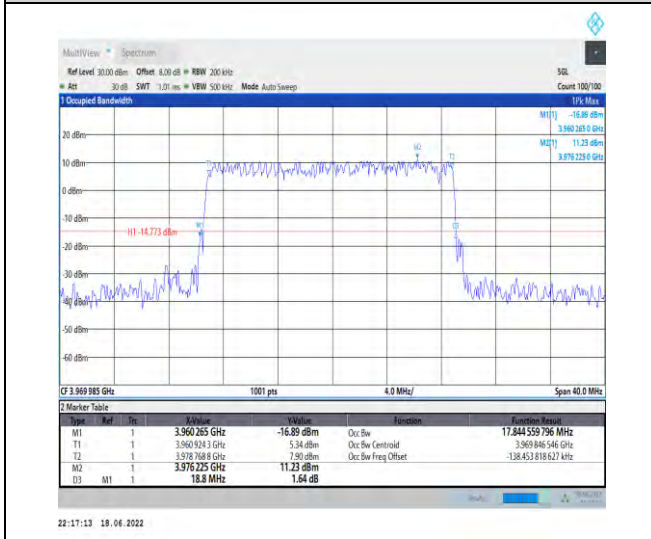 MultiView Spectrum
Ref Level 30.00 dBm Offset 8.09 dB RBW 200 kHz SGL
Att 30 dB SWT 1.01 ms VBW 500 kHz Mode Auto Sweep Count 100/100
1 Occupied Bandwidth 1Pk Max
M1[1] -16.89 dBm
3.960 265 0 GHz
M2[1] 11.23 dBm
3.976 225 0 GHz
20 dBm
10 dBm
0 dBm
-10 dBm
-20 dBm
-30 dBm
-40 dBm
-50 dBm
-60 dBm
M2
T2
M1
D3
H1 -14.773 dBm
CF 3.969 985 GHz 1001 pts 4.0 MHz/ Span 40.0 MHz
2 Marker Table
Type Ref Trc X-Value Y-Value Function Function Result
M1 1 3.960 265 GHz -16.89 dBm Occ Bw 17.844 559 796 MHz
T1 1 3.960 924 3 GHz 5.34 dBm Occ Bw Centroid 3.969 846 546 GHz
T2 1 3.978 768 8 GHz 7.90 dBm Occ Bw Freq Offset -138.453 818 627 kHz
M2 1 3.976 225 GHz 11.23 dBm
D3 M1 1 18.8 MHz 1.64 dB
22:17:13 18.06.2022